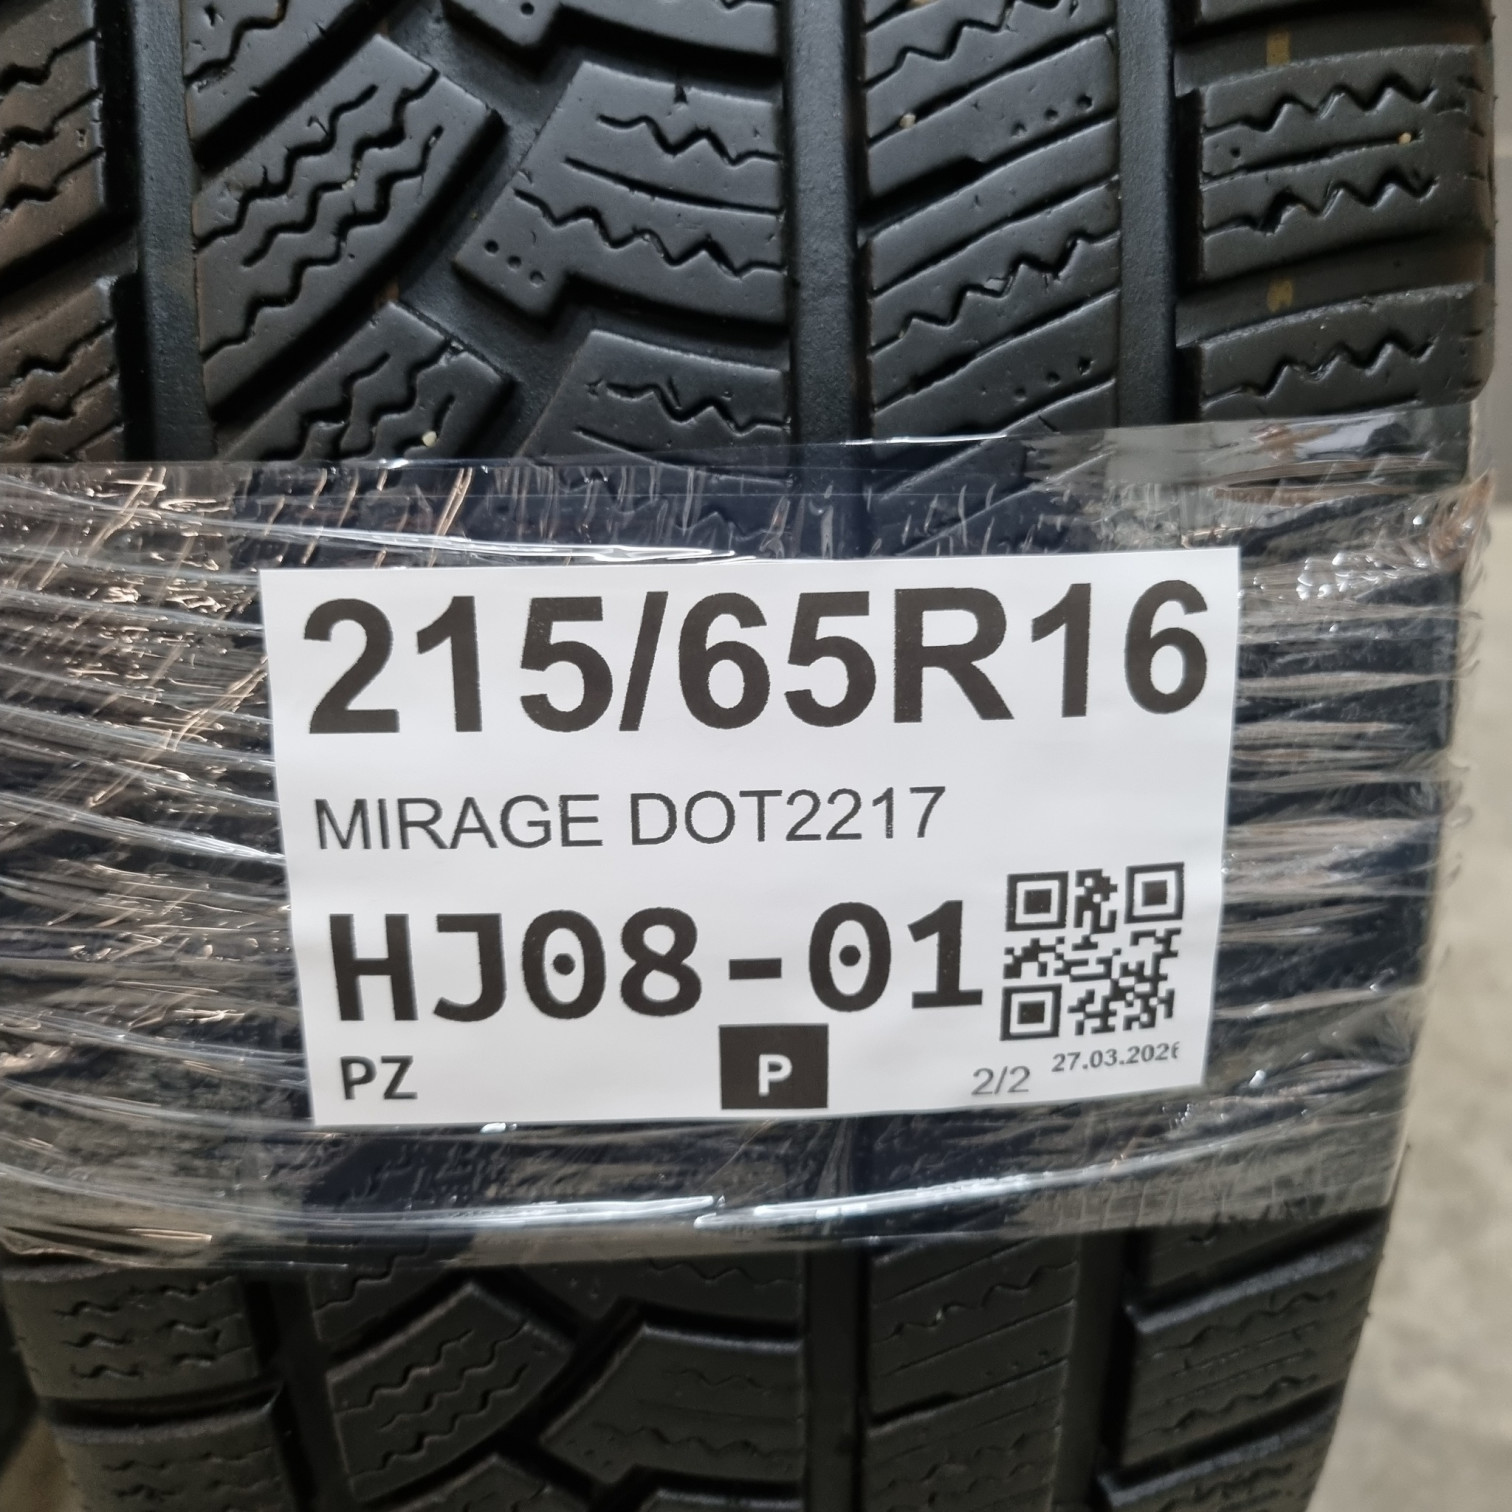 215/65R16
MIRAGE DOT2217
HJ08-01
PZ P 2/2 27.03.2026